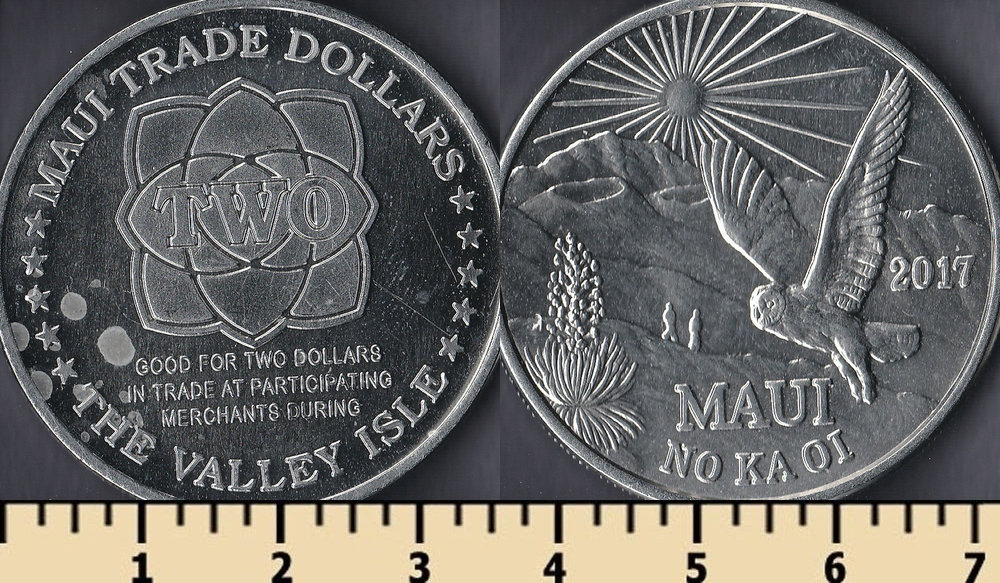 MAUI TRADE DOLLARS
TWO
GOOD FOR TWO DOLLARS
IN TRADE AT PARTICIPATING
MERCHANTS DURING
THE VALLEY ISLE
2017
MAUI
NO KA OI
1 2 3 4 5 6 7